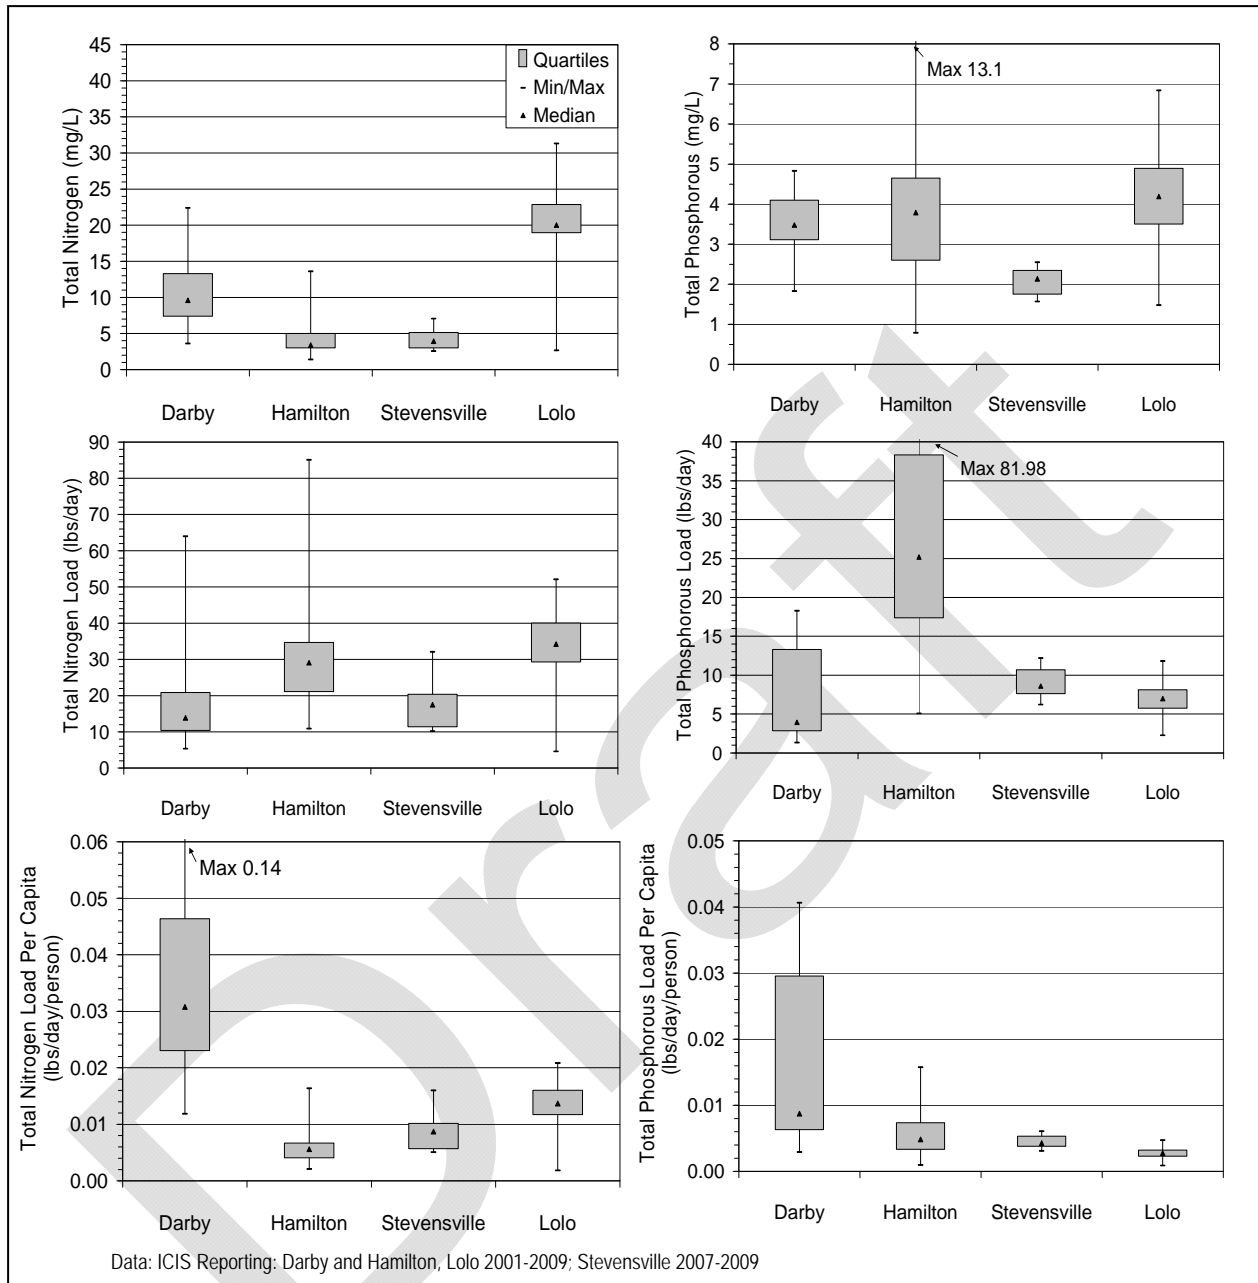 45
40
35
30
25
20
15
10
5
0
Total Nitrogen (mg/L)
Quartiles
Min/Max
Median
Darby Hamilton Stevensville Lolo
8
7
6
5
4
3
2
1
0
Total Phosphorous (mg/L)
Max 13.1
Darby Hamilton Stevensville Lolo
90
80
70
60
50
40
30
20
10
0
Total Nitrogen Load (lbs/day)
Darby Hamilton Stevensville Lolo
40
35
30
25
20
15
10
5
0
Total Phosphorous Load (lbs/day)
Max 81.98
Darby Hamilton Stevensville Lolo
0.06
0.05
0.04
0.03
0.02
0.01
0.00
Total Nitrogen Load Per Capita
(lbs/day/person)
Max 0.14
Darby Hamilton Stevensville Lolo
0.05
0.04
0.03
0.02
0.01
0.00
Total Phosphorous Load Per Capita
(lbs/day/person)
Darby Hamilton Stevensville Lolo
Data: ICIS Reporting: Darby and Hamilton, Lolo 2001-2009; Stevensville 2007-2009
Draft